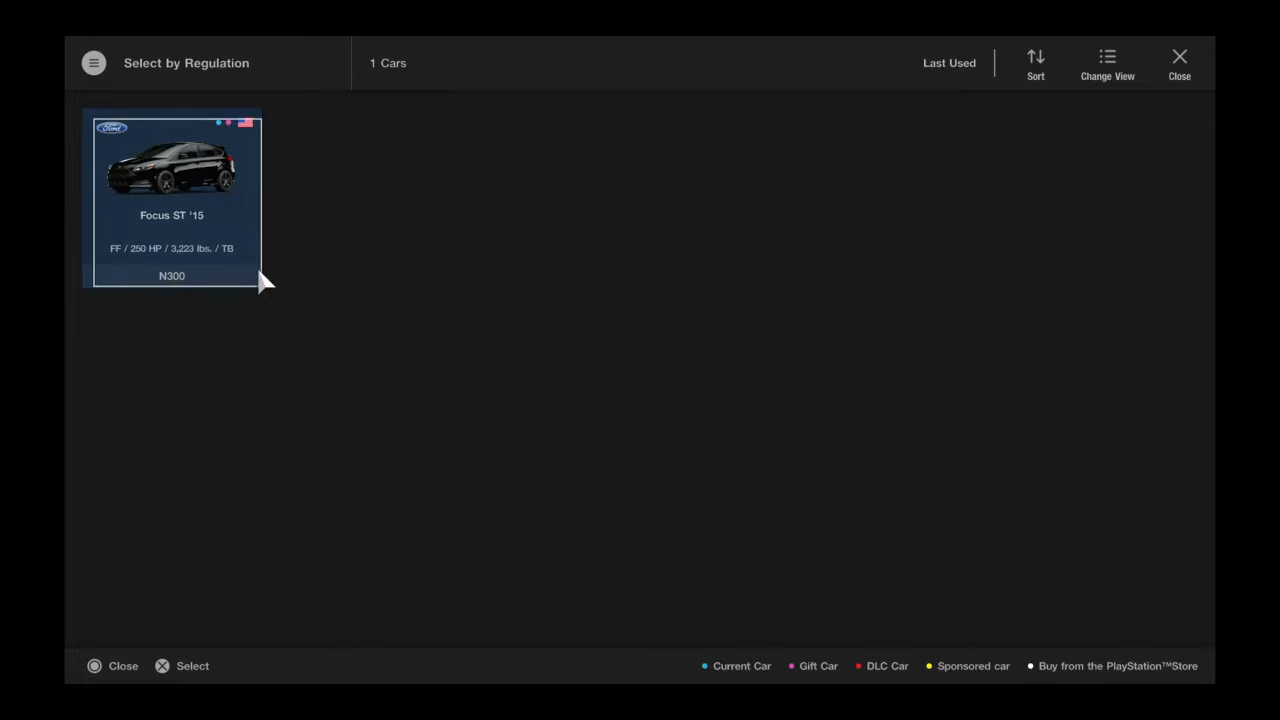 Select by Regulation
1 Cars
Last Used
Sort
Change View
Close
Ford
Focus ST '15
FF / 250 HP / 3,223 lbs. / TB
N300
Close
Select
Current Car
Gift Car
DLC Car
Sponsored car
Buy from the PlayStation™Store